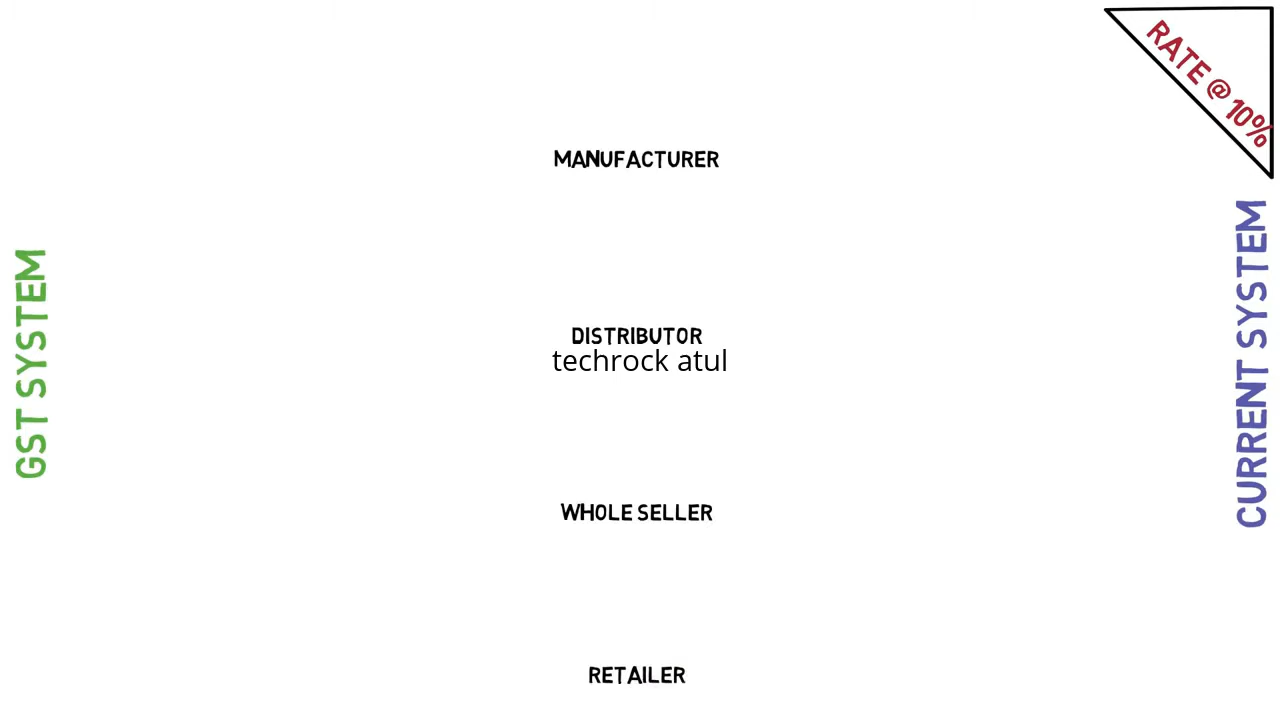 RATE @ 10%
MANUFACTURER
GST SYSTEM
CURRENT SYSTEM
DISTRIBUTOR
techrock atul
WHOLE SELLER
RETAILER